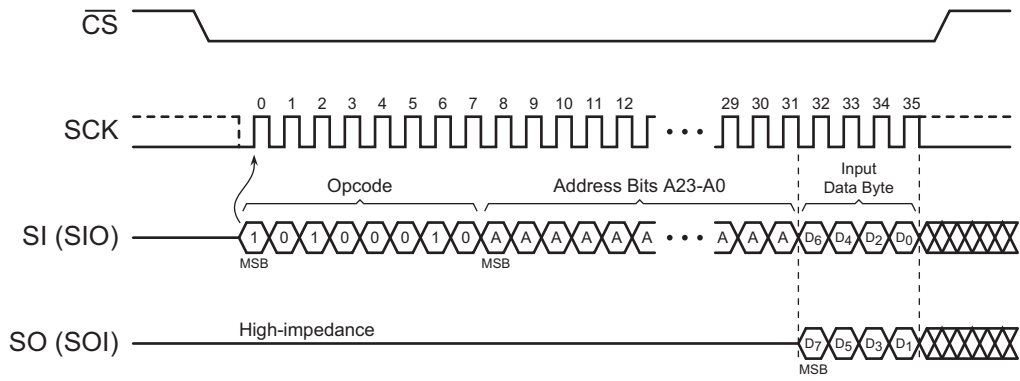 CS
0 1 2 3 4 5 6 7 8 9 10 11 12 29 30 31 32 33 34 35
SCK
Opcode
Address Bits A23-A0
Input
Data Byte
SI (SIO)
1 0 1 0 0 0 1 0 A A A A A A A A A D6 D4 D2 D0
MSB MSB
High-impedance
SO (SOI)
D7 D5 D3 D1
MSB